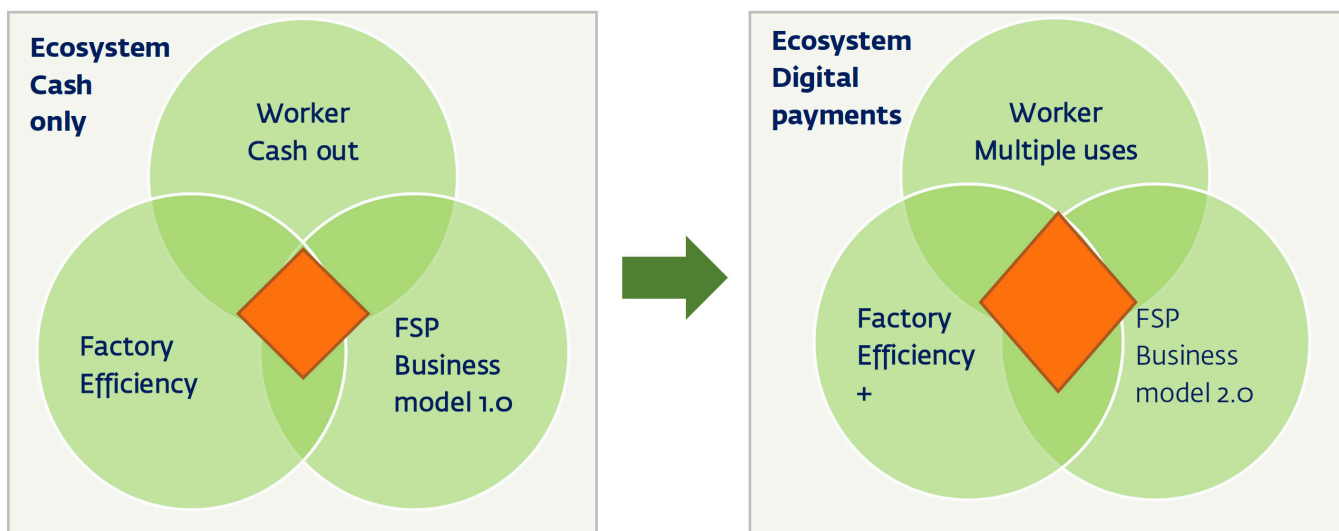 Ecosystem
Cash
only
Worker
Cash out
Factory
Efficiency
FSP
Business
model 1.0
Ecosystem
Digital
payments
Worker
Multiple uses
Factory
Efficiency
+
FSP
Business
model 2.0